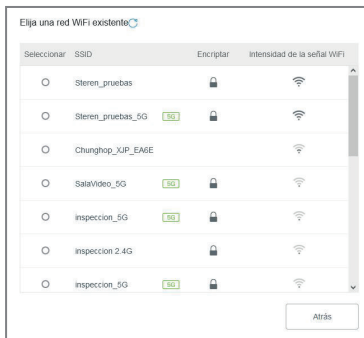 Elija una red WiFi existente
Seleccionar SSID Encriptar Intensidad de la señal WiFi
Steren_pruebas
Steren_pruebas_5G 5G
Chunghop_XJP_EA6E
SalaVideo_5G 5G
inspeccion_5G 5G
inspeccion 2.4G
inspeccion_5G 5G
Atrás